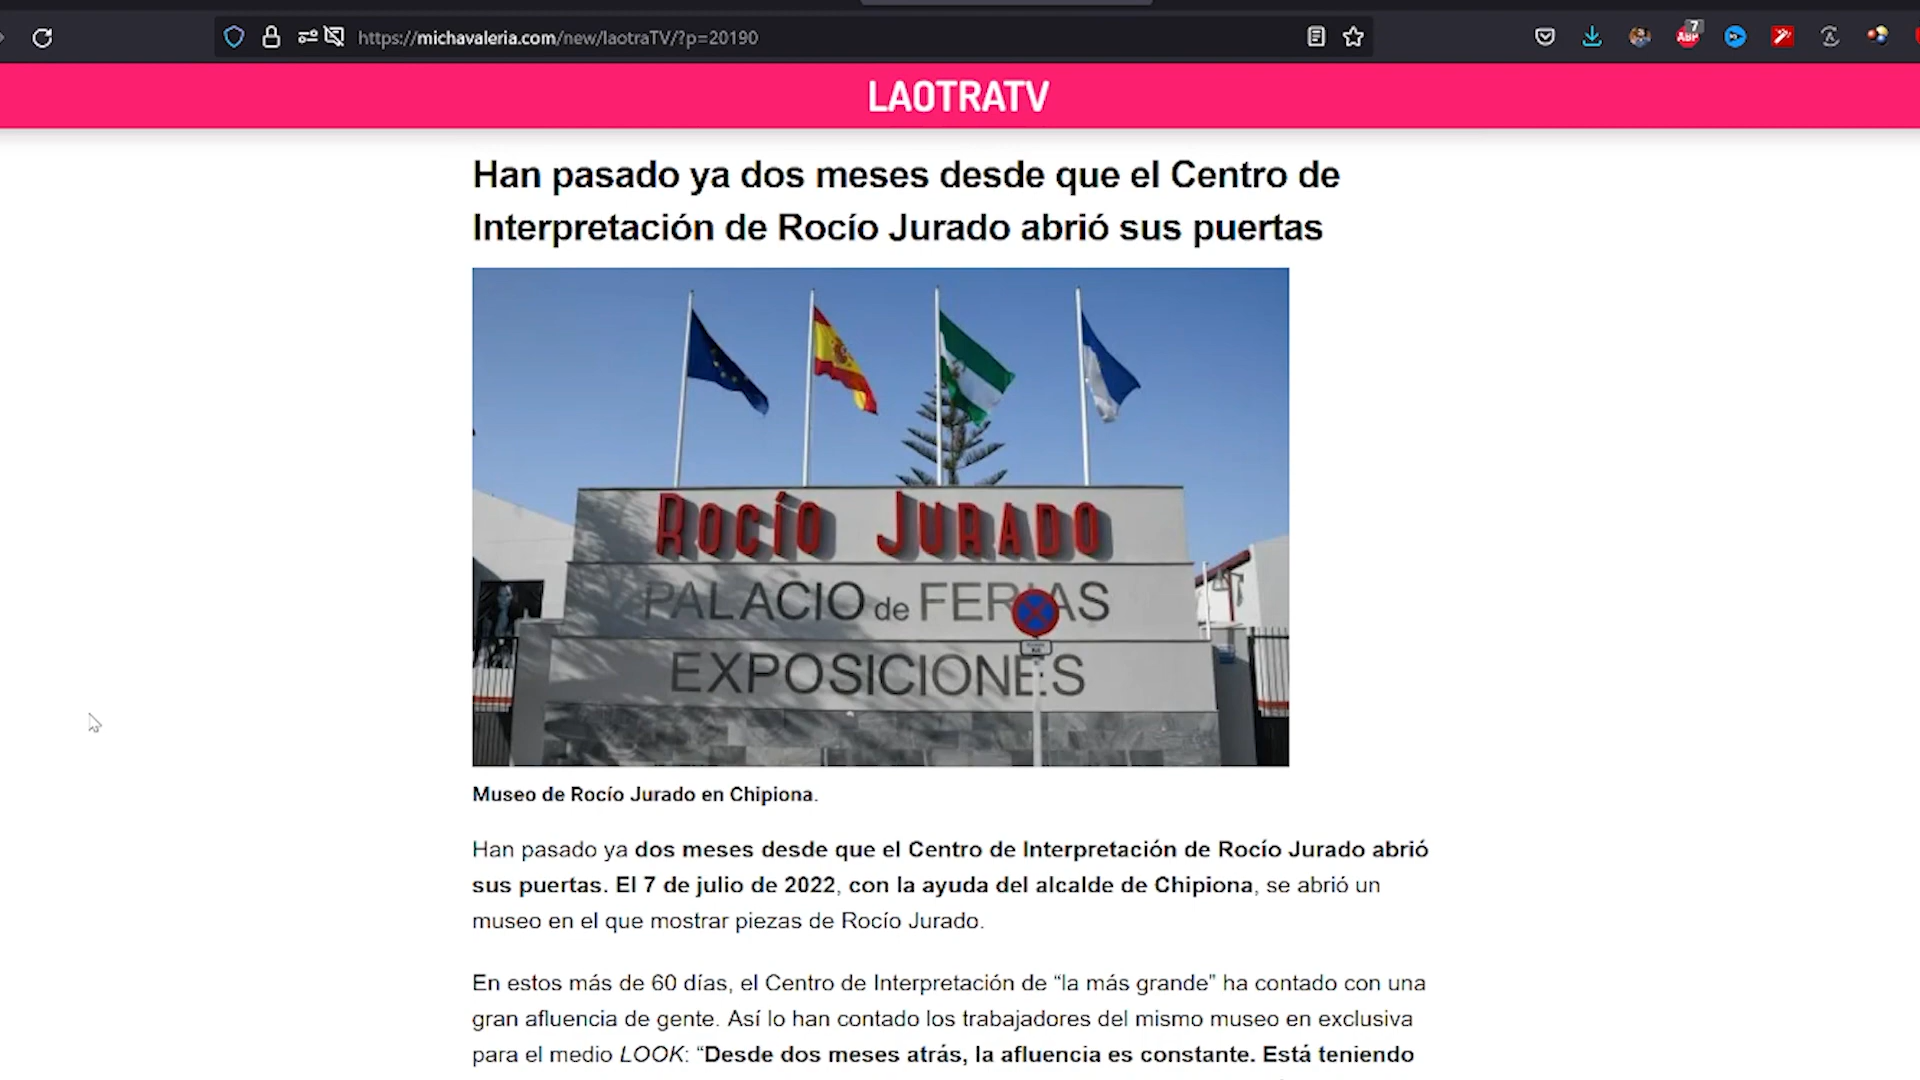 https://michavaleria.com/new/laotraTV/?p=20190
7
ABP
LAOTRATV
Han pasado ya dos meses desde que el Centro de
Interpretación de Rocío Jurado abrió sus puertas
ROCÍO JURADO
PALACIO de FERIAS
EXPOSICIONES
Museo de Rocío Jurado en Chipiona.
Han pasado ya dos meses desde que el Centro de Interpretación de Rocío Jurado abrió
sus puertas. El 7 de julio de 2022, con la ayuda del alcalde de Chipiona, se abrió un
museo en el que mostrar piezas de Rocío Jurado.
En estos más de 60 días, el Centro de Interpretación de “la más grande” ha contado con una
gran afluencia de gente. Así lo han contado los trabajadores del mismo museo en exclusiva
para el medio LOOK: “Desde dos meses atrás, la afluencia es constante. Está teniendo